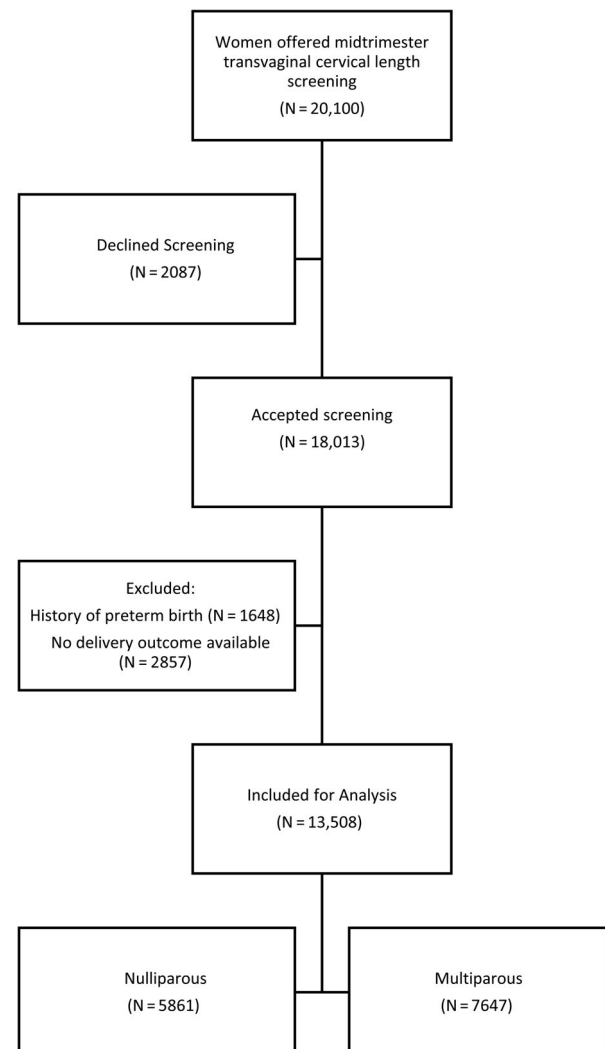 Women offered midtrimester
transvaginal cervical length
screening
(N = 20,100)
Declined Screening
(N = 2087)
Accepted screening
(N = 18,013)
Excluded:
History of preterm birth (N = 1648)
No delivery outcome available
(N = 2857)
Included for Analysis
(N = 13,508)
Nulliparous
(N = 5861)
Multiparous
(N = 7647)